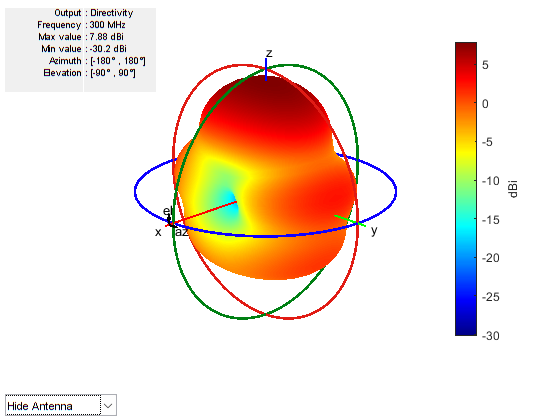 Output : Directivity
Frequency : 300 MHz
Max value : 7.88 dBi
Min value : -30.2 dBi
Azimuth : [-180° , 180°]
Elevation : [-90° , 90°]
z
el
az
x
y
5
0
-5
-10
-15
-20
-25
-30
dBi
Hide Antenna